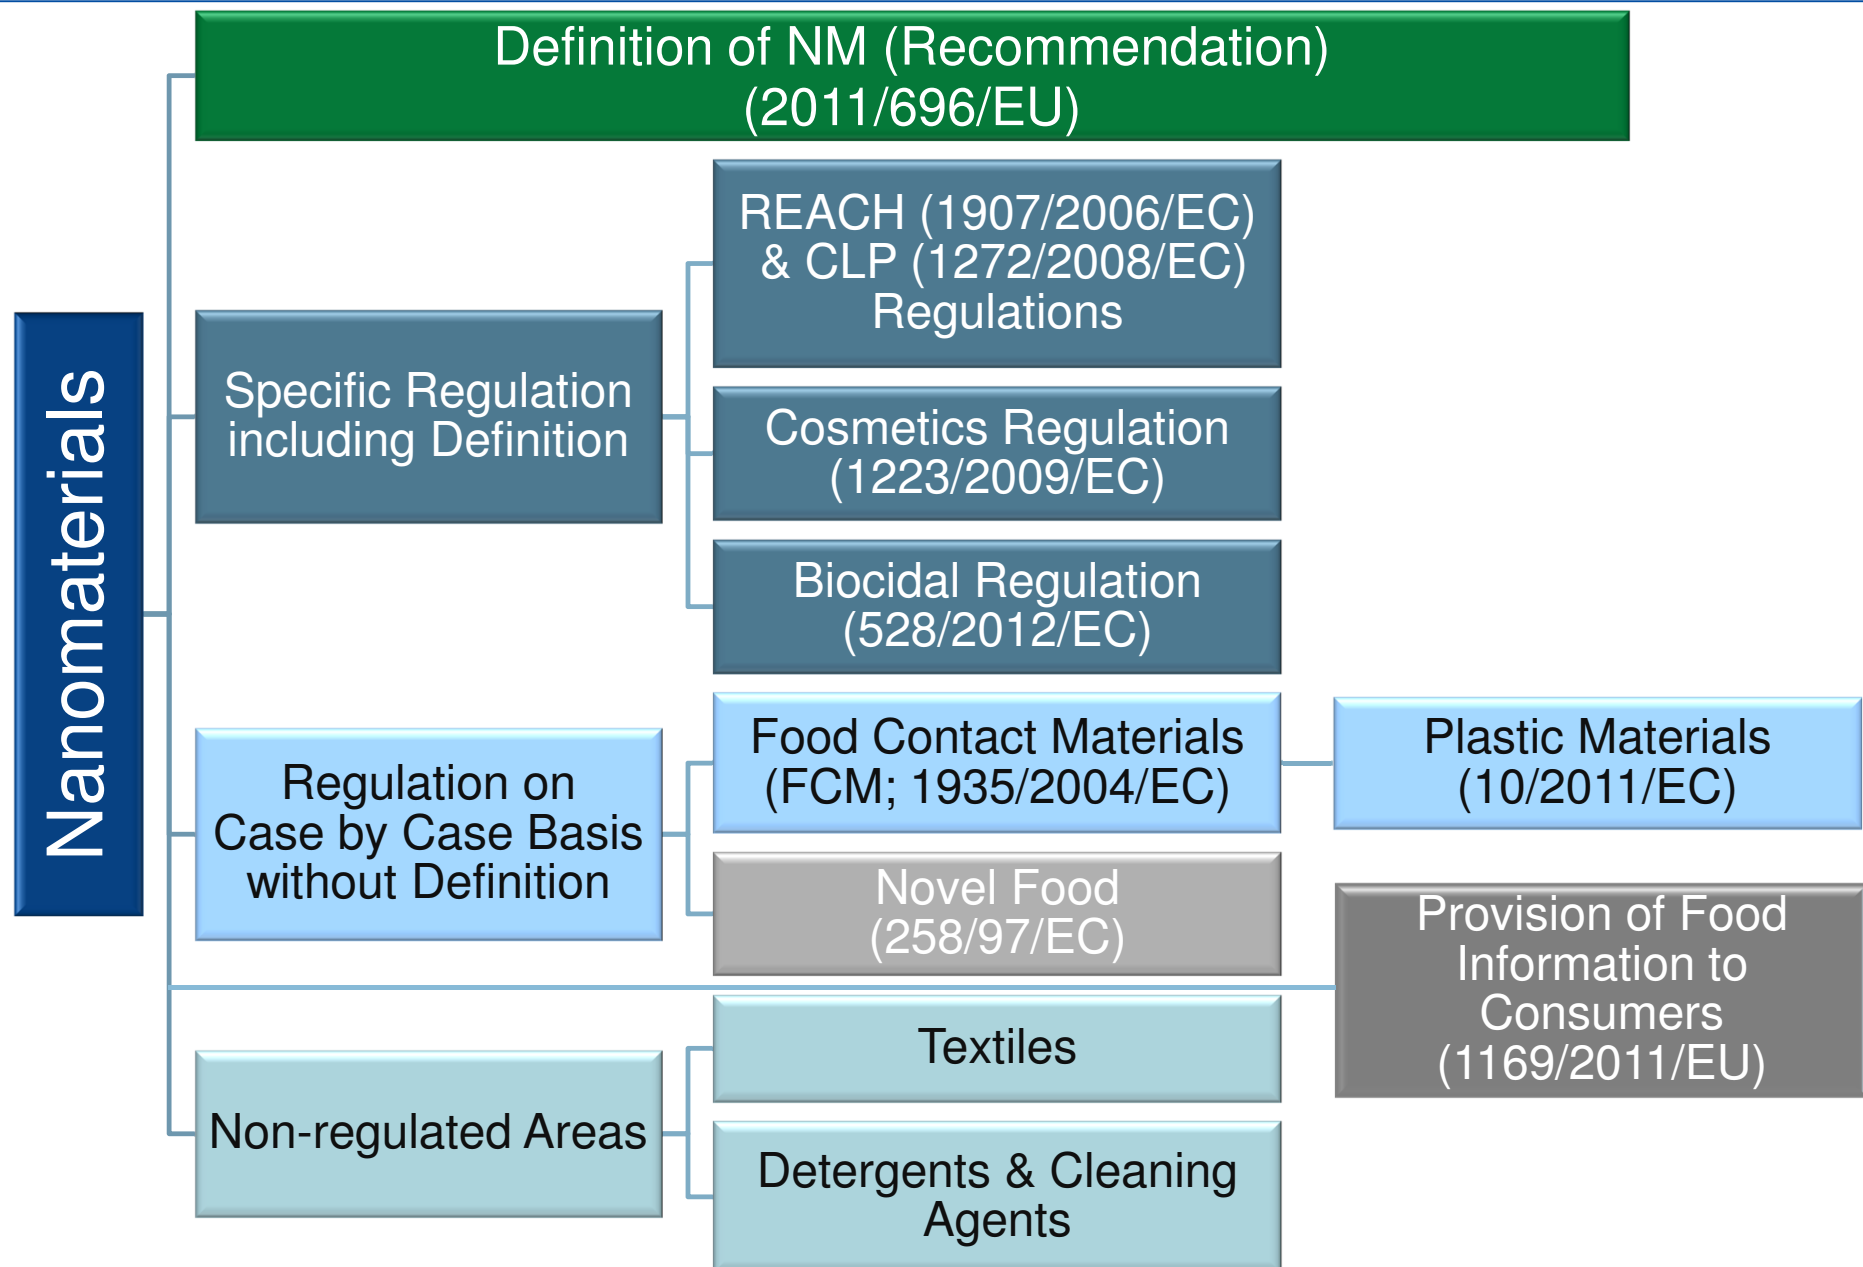 Nanomaterials
Definition of NM (Recommendation)
(2011/696/EU)
Specific Regulation
including Definition
REACH (1907/2006/EC)
& CLP (1272/2008/EC)
Regulations
Cosmetics Regulation
(1223/2009/EC)
Biocidal Regulation
(528/2012/EC)
Regulation on
Case by Case Basis
without Definition
Food Contact Materials
(FCM; 1935/2004/EC)
Plastic Materials
(10/2011/EC)
Novel Food
(258/97/EC)
Provision of Food
Information to
Consumers
(1169/2011/EU)
Non-regulated Areas
Textiles
Detergents & Cleaning
Agents